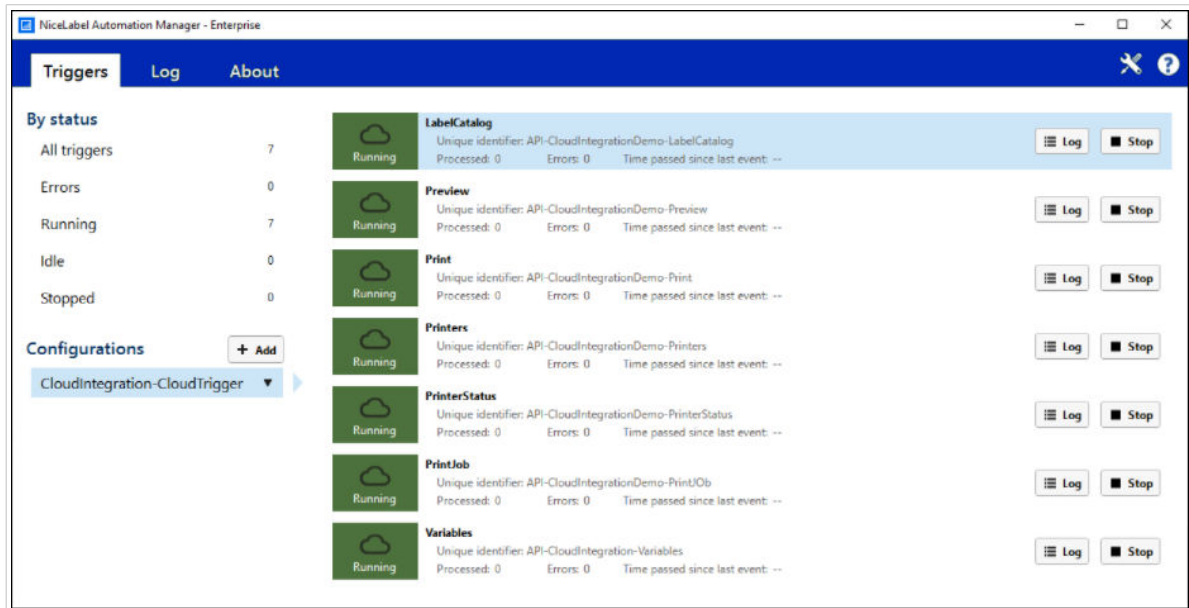 NiceLabel Automation Manager - Enterprise
Triggers Log About
By status
All triggers 7
Errors 0
Running 7
Idle 0
Stopped 0
Configurations + Add
CloudIntegration-CloudTrigger
LabelCatalog
Unique identifier: API-CloudIntegrationDemo-LabelCatalog
Running Processed: 0 Errors: 0 Time passed since last event: --
Log Stop
Preview
Unique identifier: API-CloudIntegrationDemo-Preview
Running Processed: 0 Errors: 0 Time passed since last event: --
Log Stop
Print
Unique identifier: API-CloudIntegrationDemo-Print
Running Processed: 0 Errors: 0 Time passed since last event: --
Log Stop
Printers
Unique identifier: API-CloudIntegrationDemo-Printers
Running Processed: 0 Errors: 0 Time passed since last event: --
Log Stop
PrinterStatus
Unique identifier: API-CloudIntegrationDemo-PrinterStatus
Running Processed: 0 Errors: 0 Time passed since last event: --
Log Stop
PrintJob
Unique identifier: API-CloudIntegrationDemo-PrintJOb
Running Processed: 0 Errors: 0 Time passed since last event: --
Log Stop
Variables
Unique identifier: API-CloudIntegration-Variables
Running Processed: 0 Errors: 0 Time passed since last event: --
Log Stop